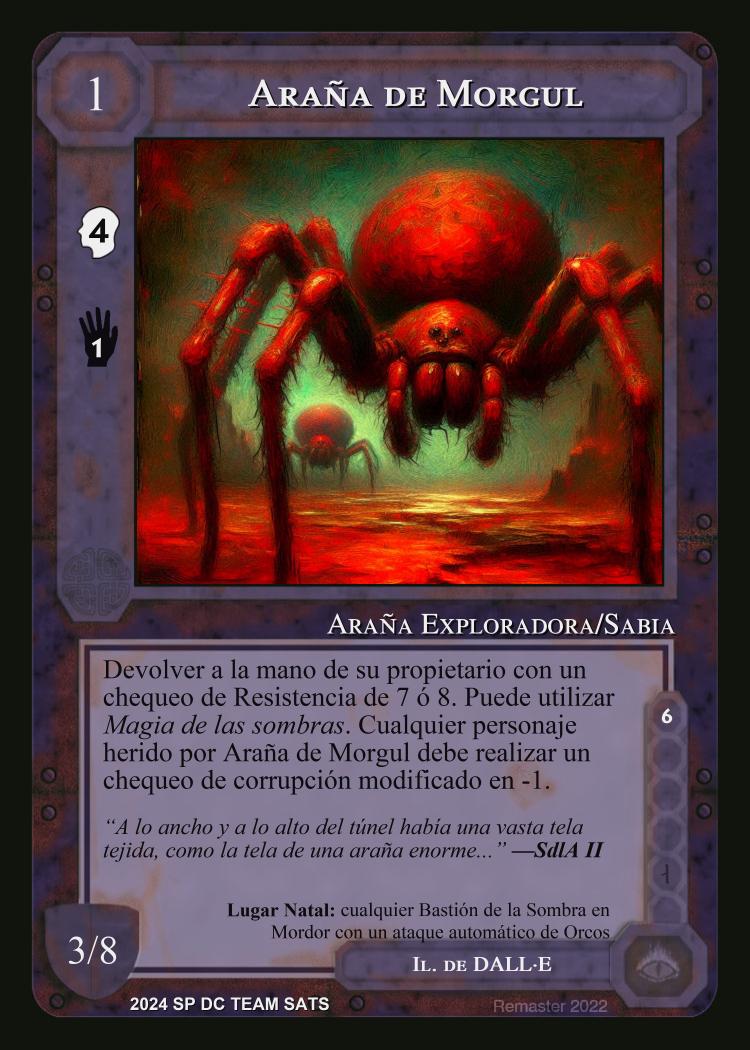 1
Araña de Morgul
4
1
Araña Exploradora/Sabia
Devolver a la mano de su propietario con un
chequeo de Resistencia de 7 ó 8. Puede utilizar
Magia de las sombras. Cualquier personaje
herido por Araña de Morgul debe realizar un
chequeo de corrupción modificado en -1.
6
“A lo ancho y a lo alto del túnel había una vasta tela
tejida, como la tela de una araña enorme...” —SdlA II
Lugar Natal: cualquier Bastión de la Sombra en
Mordor con un ataque automático de Orcos
3/8
Il. de DALL·E
2024 SP DC TEAM SATS
Remaster 2022